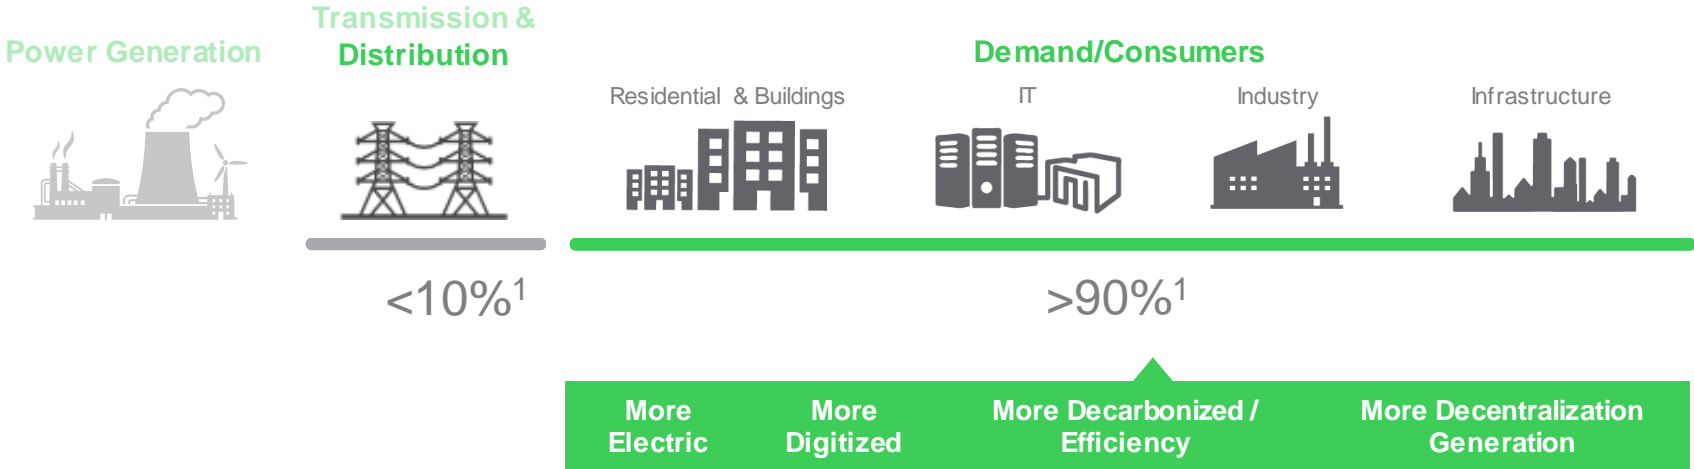 Power Generation
Transmission &
Distribution
Demand/Consumers
Residential & Buildings
IT
Industry
Infrastructure
<10%1
>90%1
More
Electric
More
Digitized
More Decarbonized /
Efficiency
More Decentralization
Generation